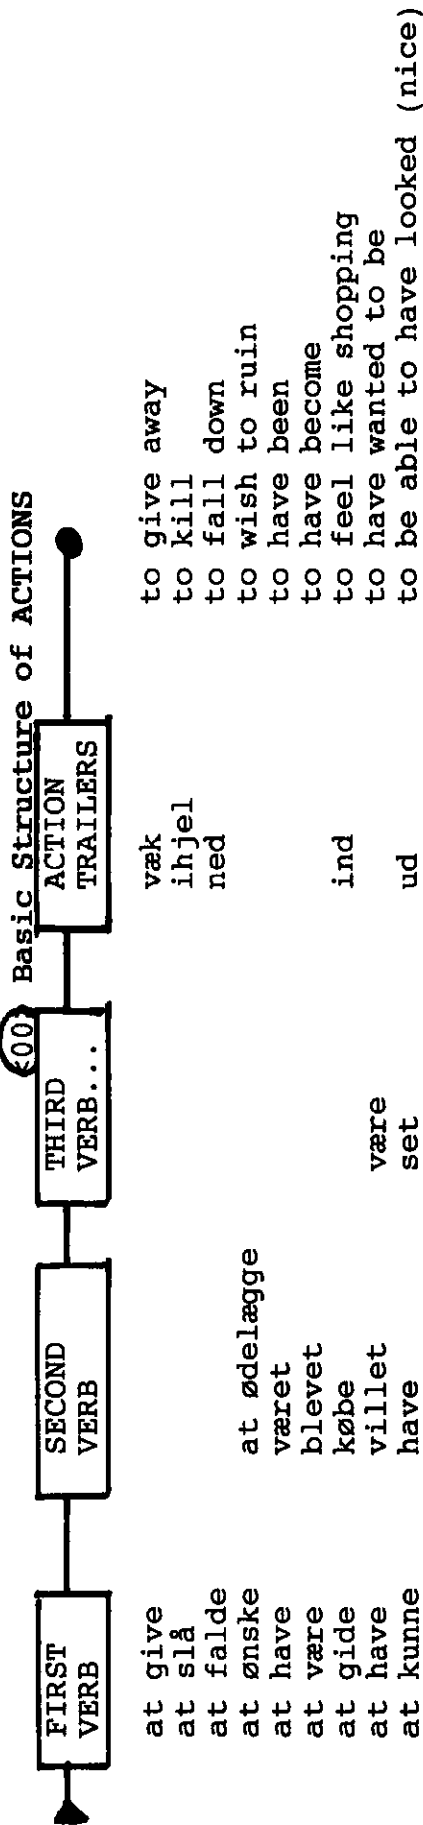 <00> Basic Structure of ACTIONS
FIRST VERB SECOND VERB THIRD VERB... ACTION TRAILERS
at give væk to give away
at slå ihjel to kill
at falde ned to fall down
at ønske at ødelægge to wish to ruin
at have været to have been
at være blevet to have become
at gide købe ind to feel like shopping
at have villet være to have wanted to be
at kunne have set ud to be able to have looked (nice)